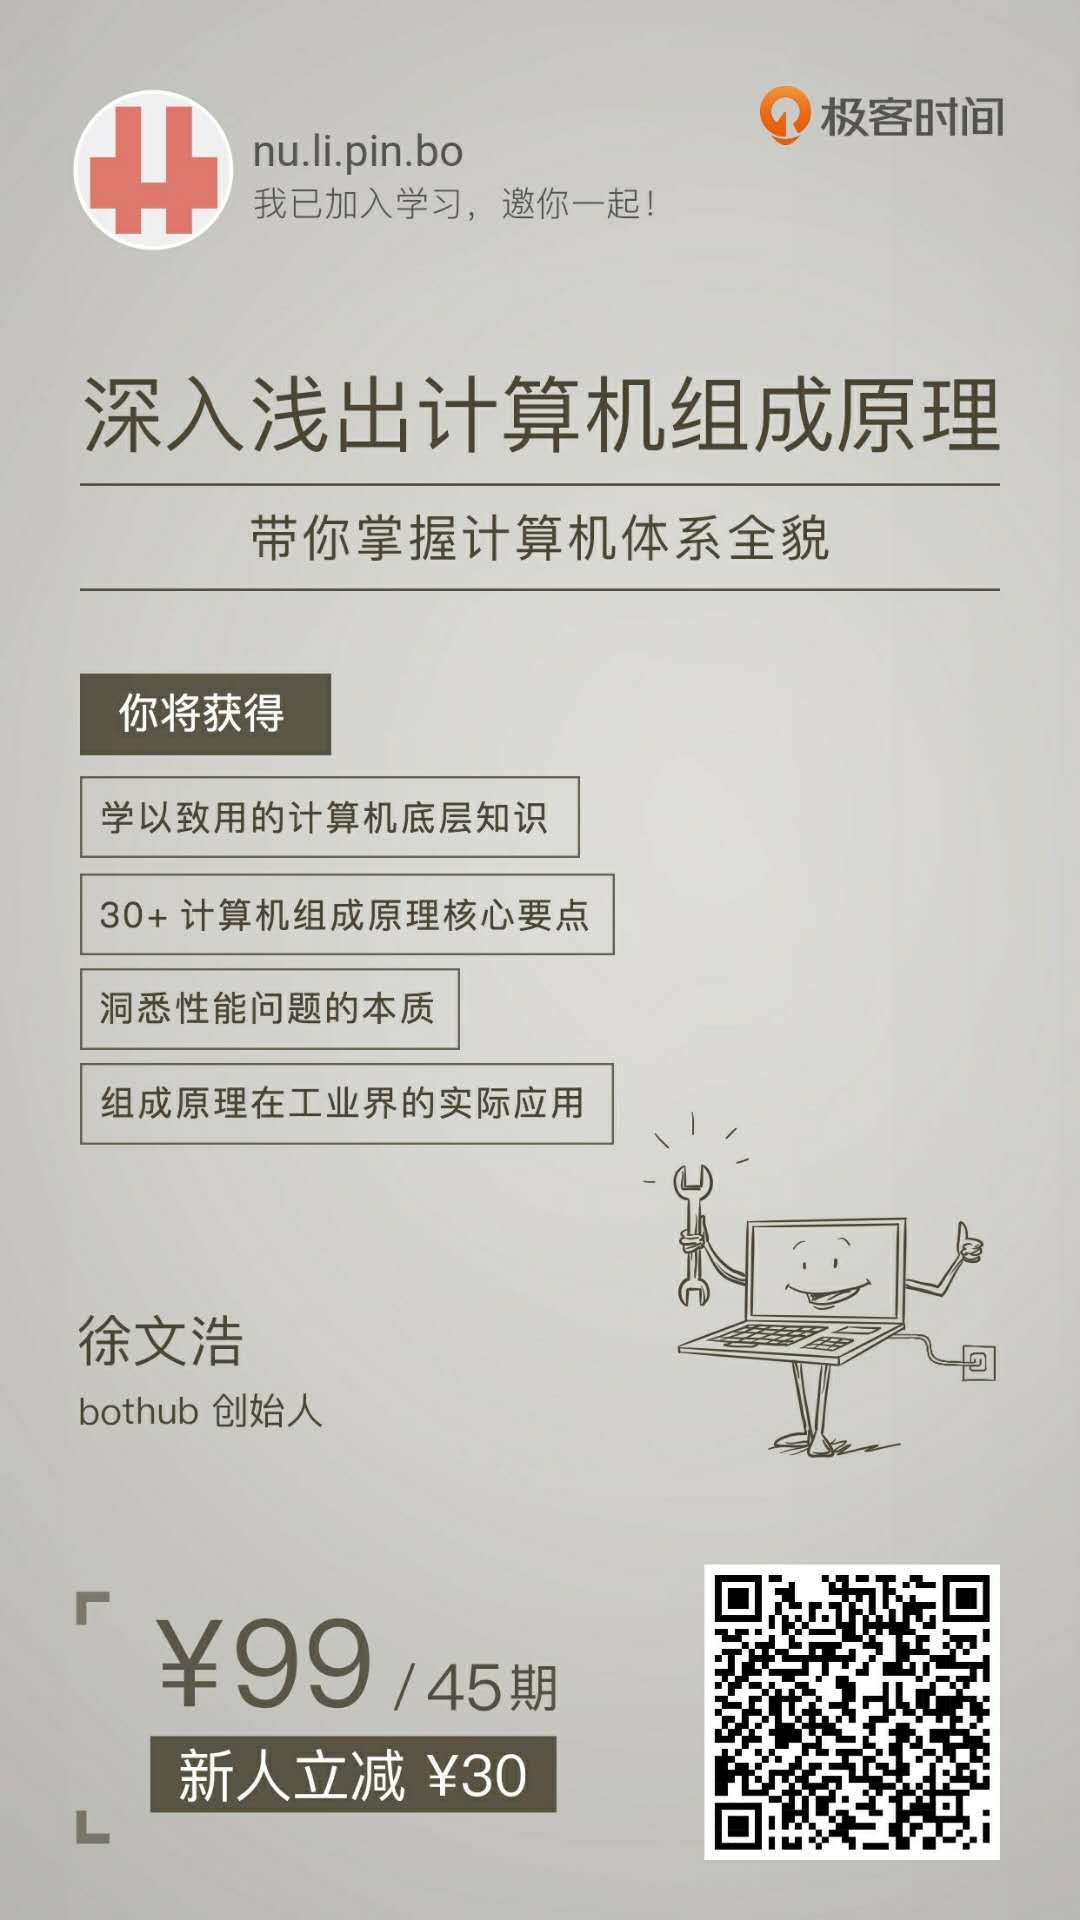 极客时间
nu.li.pin.bo
我已加入学习，邀你一起！
深入浅出计算机组成原理
带你掌握计算机体系全貌
你将获得
学以致用的计算机底层知识
30+ 计算机组成原理核心要点
洞悉性能问题的本质
组成原理在工业界的实际应用
徐文浩
bothub 创始人
¥99 / 45期
新人立减 ¥30